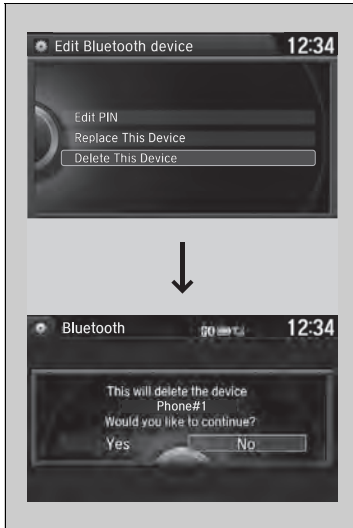 Edit Bluetooth device 12:34
Edit PIN
Replace This Device
Delete This Device
Bluetooth 12:34
This will delete the device
Phone#1
Would you like to continue?
Yes No